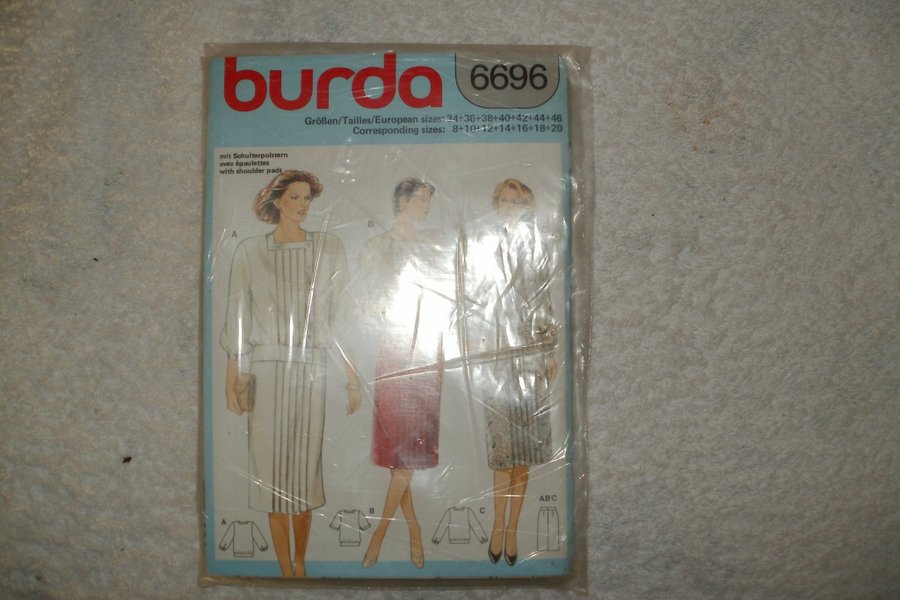 burda
6696
Größen/Tailles/European sizes: 34+36+38+40+42+44+46
Corresponding sizes: 8+10+12+14+16+18+20
mit Schulterpolstern
avec épaulettes
with shoulder pads
A
B
A
B
C
ABC